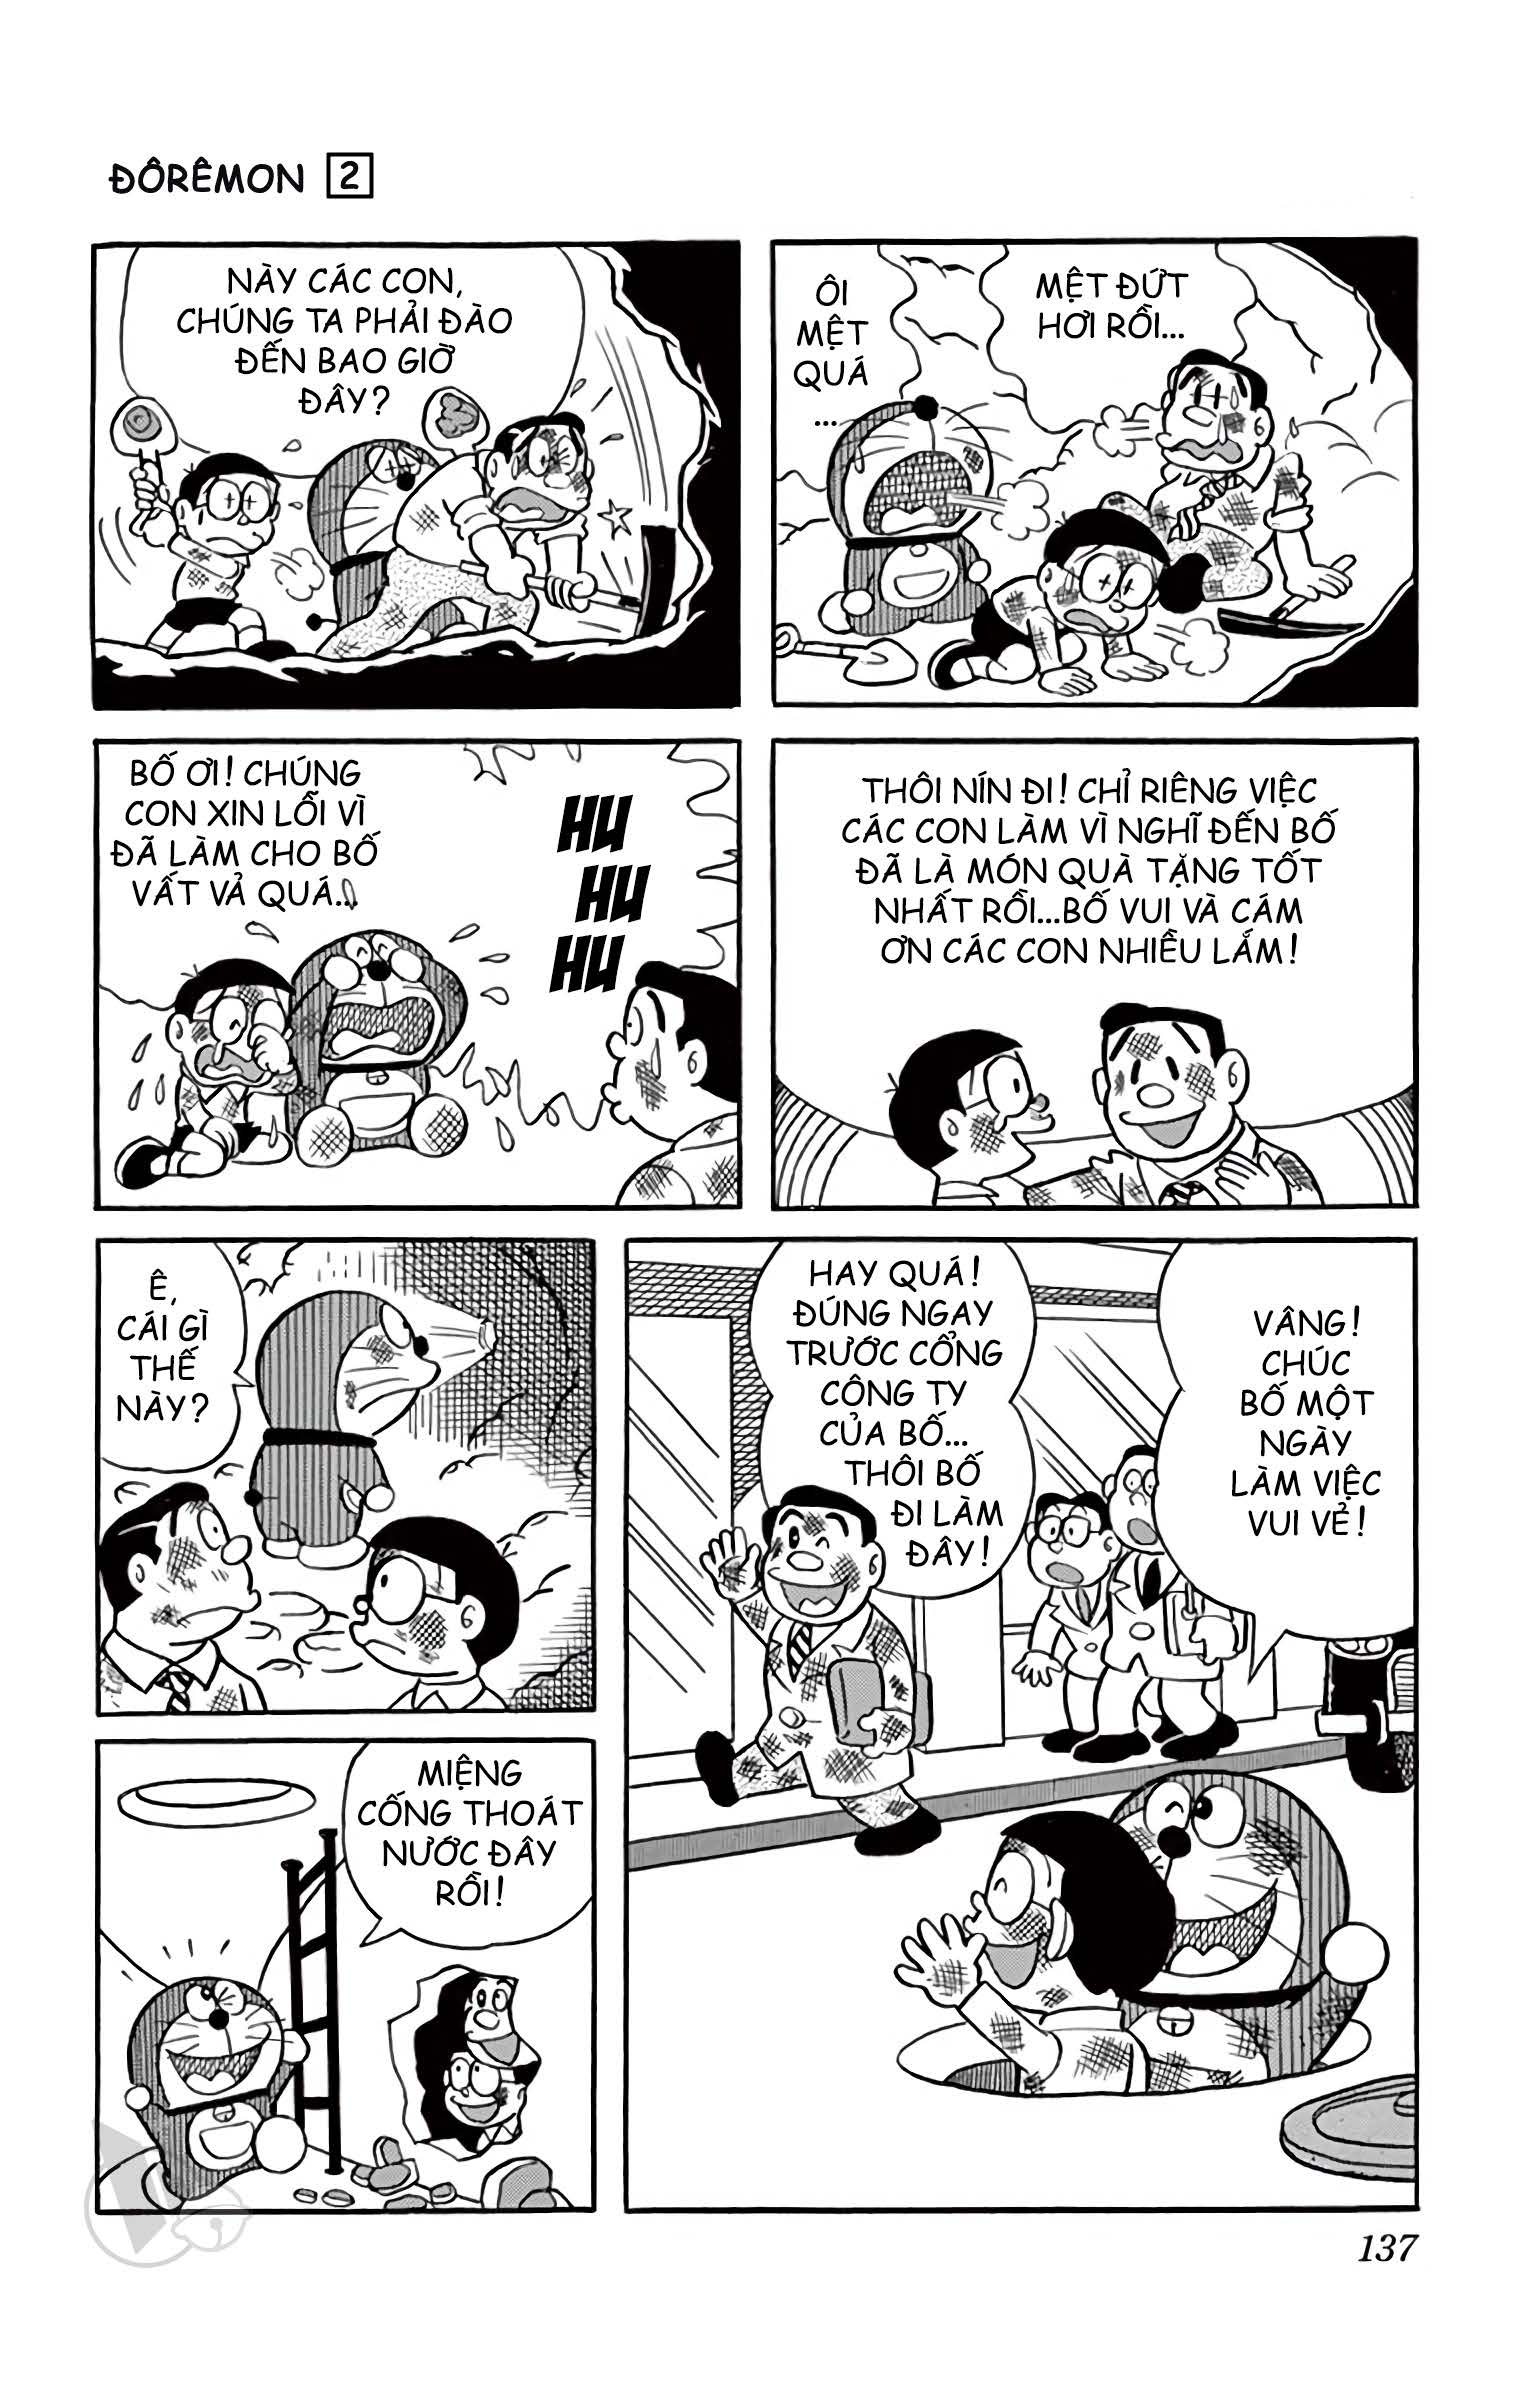 ĐÔRÊMON 2
NÀY CÁC CON,
CHÚNG TA PHẢI ĐÀO
ĐẾN BAO GIỜ
ĐÂY?
ÔI
MỆT
QUÁ
...
MỆT ĐỨT
HƠI RỒI...
BỐ ƠI! CHÚNG
CON XIN LỖI VÌ
ĐÃ LÀM CHO BỐ
VẤT VẢ QUÁ...
HU
HU
HU
THÔI NÍN ĐI! CHỈ RIÊNG VIỆC
CÁC CON LÀM VÌ NGHĨ ĐẾN BỐ
ĐÃ LÀ MÓN QUÀ TẶNG TỐT
NHẤT RỒI...BỐ VUI VÀ CÁM
ƠN CÁC CON NHIỀU LẮM!
Ê,
CÁI GÌ
THẾ
NÀY?
MIỆNG
CỐNG THOÁT
NƯỚC ĐÂY
RỒI!
HAY QUÁ!
ĐÚNG NGAY
TRƯỚC CỔNG
CÔNG TY
CỦA BỐ...
THÔI BỐ
ĐI LÀM
ĐÂY!
VÂNG!
CHÚC
BỐ MỘT
NGÀY
LÀM VIỆC
VUI VẺ!
137